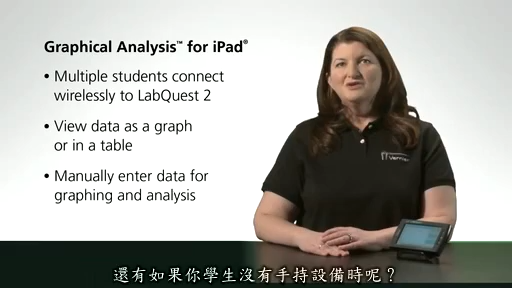 Graphical Analysis™ for iPad®
• Multiple students connect
wirelessly to LabQuest 2
• View data as a graph
or in a table
• Manually enter data for
graphing and analysis
Vernier
還有如果你學生沒有手持設備時呢？